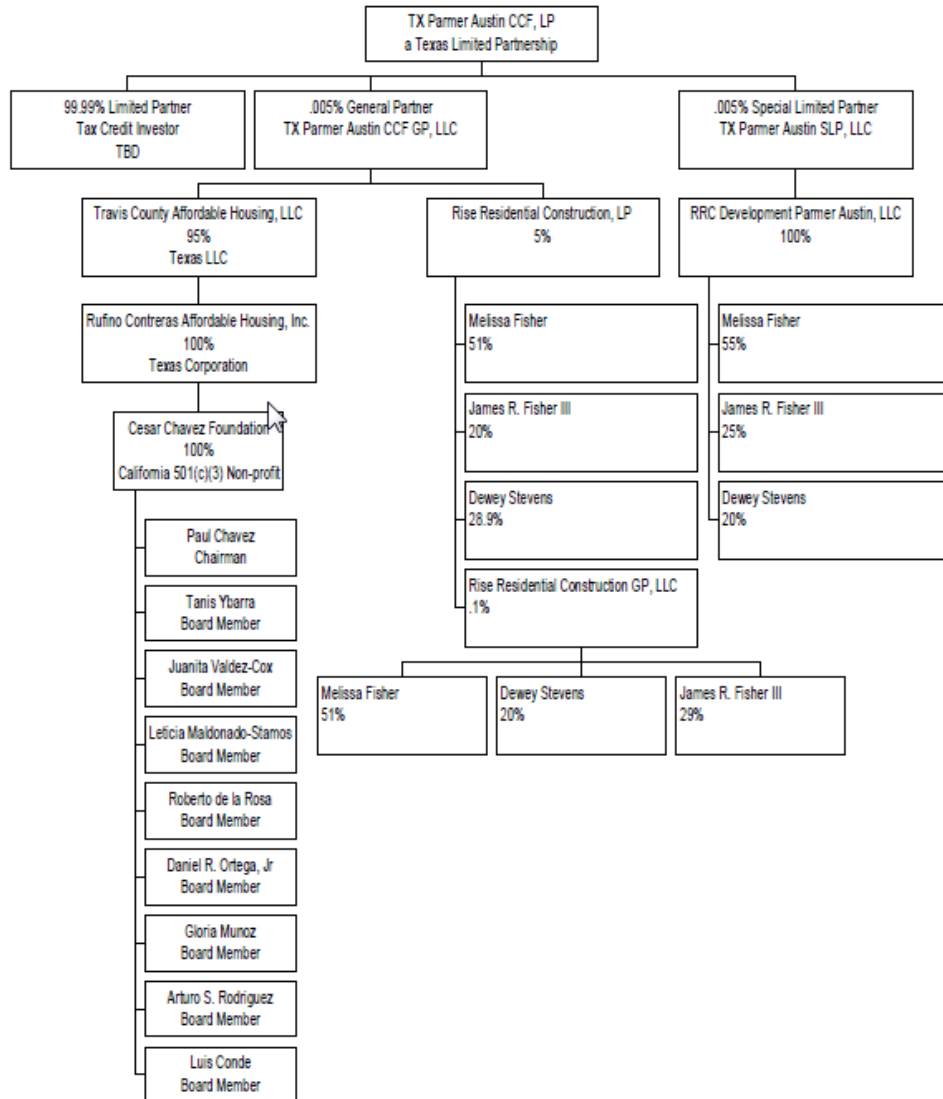 TX Parmer Austin CCF, LP
a Texas Limited Partnership
99.99% Limited Partner
Tax Credit Investor
TBD
.005% General Partner
TX Parmer Austin CCF GP, LLC
.005% Special Limited Partner
TX Parmer Austin SLP, LLC
Travis County Affordable Housing, LLC
95%
Texas LLC
Rise Residential Construction, LP
5%
RRC Development Parmer Austin, LLC
100%
Rufino Contreras Affordable Housing, Inc.
100%
Texas Corporation
Cesar Chavez Foundation
100%
California 501(c)(3) Non-profit
Paul Chavez
Chairman
Tanis Ybarra
Board Member
Juanita Valdez-Cox
Board Member
Leticia Maldonado-Stamos
Board Member
Roberto de la Rosa
Board Member
Daniel R. Ortega, Jr
Board Member
Gloria Munoz
Board Member
Arturo S. Rodriguez
Board Member
Luis Conde
Board Member
Melissa Fisher
51%
James R. Fisher III
20%
Dewey Stevens
28.9%
Rise Residential Construction GP, LLC
.1%
Melissa Fisher
51%
Dewey Stevens
20%
James R. Fisher III
29%
Melissa Fisher
55%
James R. Fisher III
25%
Dewey Stevens
20%